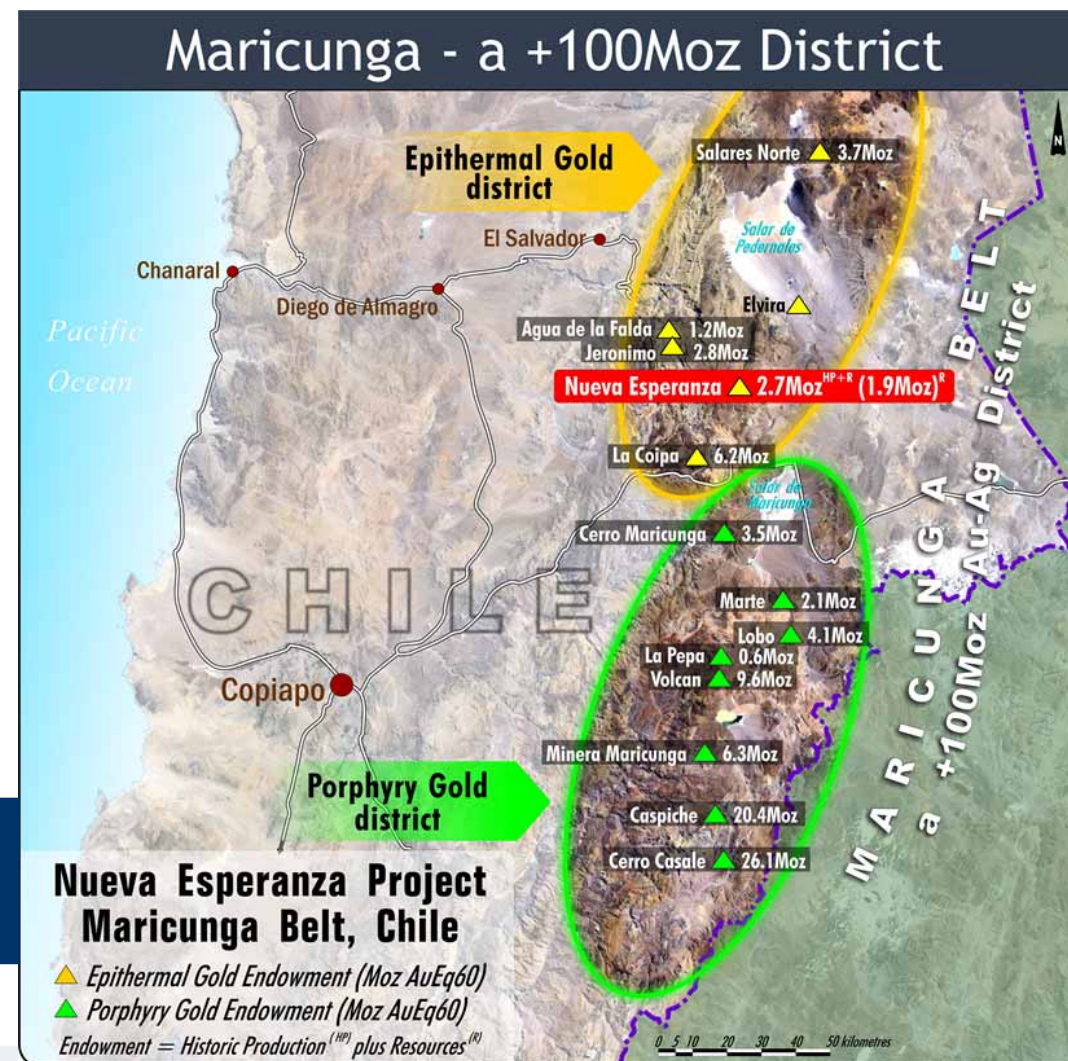 Maricunga - a +100Moz District
N
Epithermal Gold
district
Salares Norte 3.7Moz
Salar de
Pedernales
El Salvador
Chanaral
Diego de Almagro
Elvira
Pacific
Ocean
Agua de la Falda 1.2Moz
Jeronimo 2.8Moz
Nueva Esperanza 2.7Moz HP+R (1.9Moz) R
La Coipa 6.2Moz
Salar de
Maricunga
Cerro Maricunga 3.5Moz
CHILE
Marte 2.1Moz
Lobo 4.1Moz
La Pepa 0.6Moz
Volcan 9.6Moz
Copiapo
Minera Maricunga 6.3Moz
Porphyry Gold
district
Caspiche 20.4Moz
Cerro Casale 26.1Moz
MARICUNGA BELT
a +100Moz Au-Ag District
Nueva Esperanza Project
Maricunga Belt, Chile
Epithermal Gold Endowment (Moz AuEq60)
Porphyry Gold Endowment (Moz AuEq60)
Endowment = Historic Production (HP) plus Resources (R)
0 5 10 20 30 40 50 kilometres